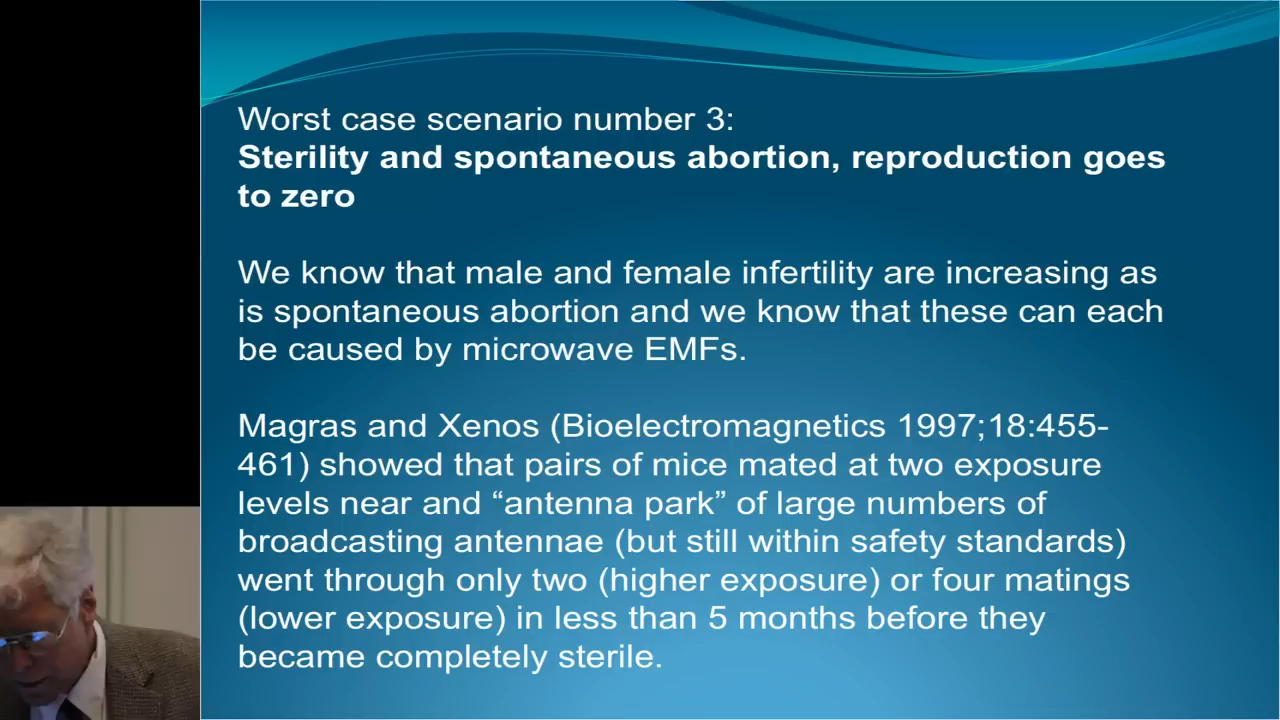 Worst case scenario number 3:
Sterility and spontaneous abortion, reproduction goes
to zero
We know that male and female infertility are increasing as
is spontaneous abortion and we know that these can each
be caused by microwave EMFs.
Magras and Xenos (Bioelectromagnetics 1997;18:455-
461) showed that pairs of mice mated at two exposure
levels near and “antenna park” of large numbers of
broadcasting antennae (but still within safety standards)
went through only two (higher exposure) or four matings
(lower exposure) in less than 5 months before they
became completely sterile.